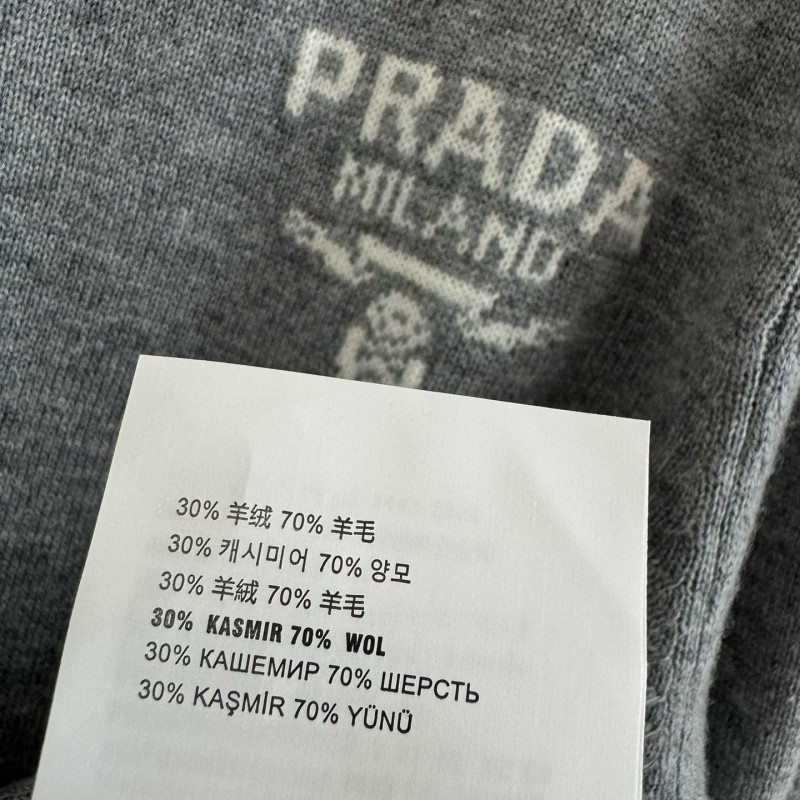 PRADA
MILANO
30% 羊绒 70% 羊毛
30% 캐시미어 70% 양모
30% 羊絨 70% 羊毛
30% KASMIR 70% WOL
30% КАШЕМИР 70% ШЕРСТЬ
30% KAŞMİR 70% YÜNÜ